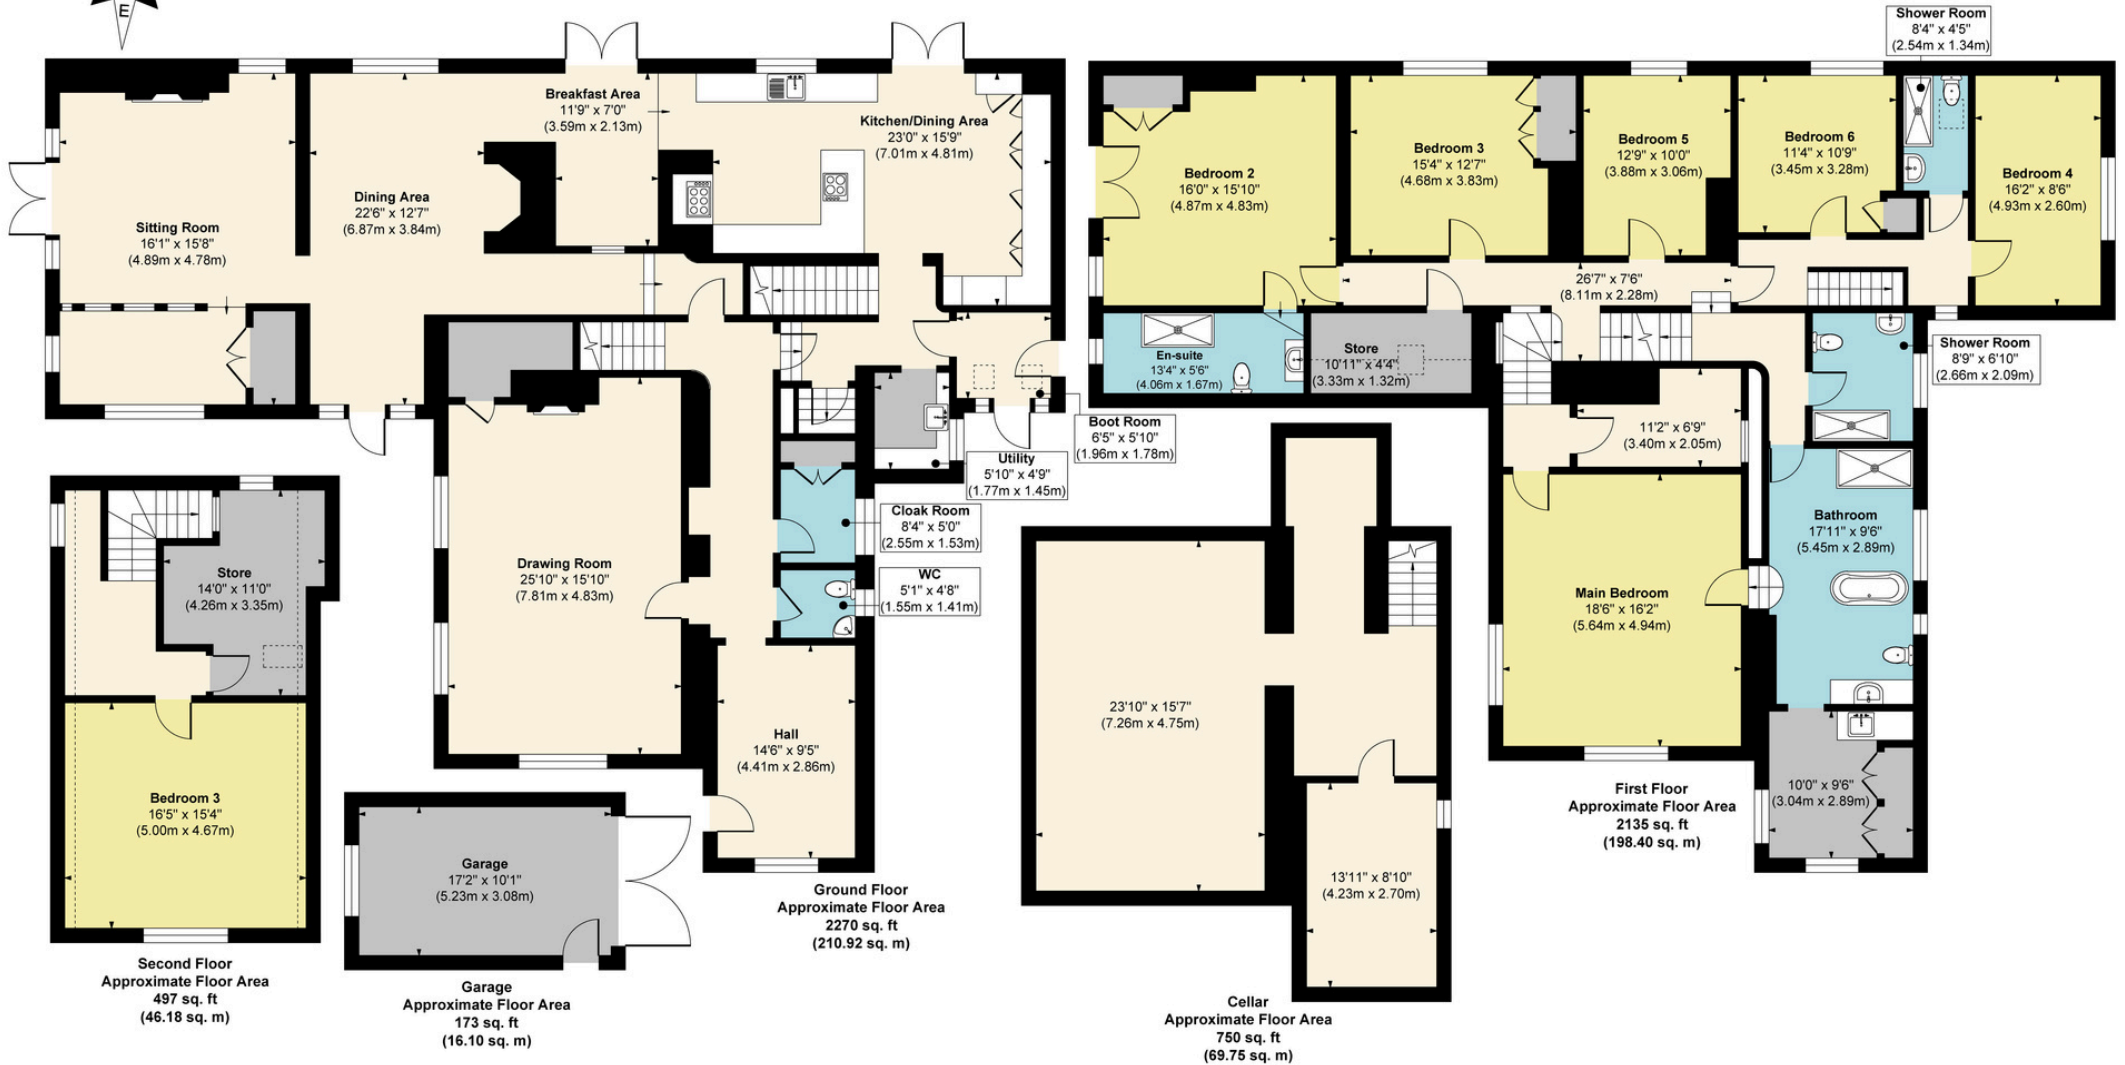 E
Sitting Room
16'1" x 15'8"
(4.89m x 4.78m)
Dining Area
22'6" x 12'7"
(6.87m x 3.84m)
Breakfast Area
11'9" x 7'0"
(3.59m x 2.13m)
Kitchen/Dining Area
23'0" x 15'9"
(7.01m x 4.81m)
Boot Room
6'5" x 5'10"
(1.96m x 1.78m)
Utility
5'10" x 4'9"
(1.77m x 1.45m)
Cloak Room
8'4" x 5'0"
(2.55m x 1.53m)
WC
5'1" x 4'8"
(1.55m x 1.41m)
Drawing Room
25'10" x 15'10"
(7.81m x 4.83m)
Hall
14'6" x 9'5"
(4.41m x 2.86m)
Ground Floor
Approximate Floor Area
2270 sq. ft
(210.92 sq. m)
Store
14'0" x 11'0"
(4.26m x 3.35m)
Bedroom 3
16'5" x 15'4"
(5.00m x 4.67m)
Second Floor
Approximate Floor Area
497 sq. ft
(46.18 sq. m)
Garage
17'2" x 10'1"
(5.23m x 3.08m)
Garage
Approximate Floor Area
173 sq. ft
(16.10 sq. m)
23'10" x 15'7"
(7.26m x 4.75m)
13'11" x 8'10"
(4.23m x 2.70m)
Cellar
Approximate Floor Area
750 sq. ft
(69.75 sq. m)
Shower Room
8'4" x 4'5"
(2.54m x 1.34m)
Bedroom 2
16'0" x 15'10"
(4.87m x 4.83m)
Bedroom 3
15'4" x 12'7"
(4.68m x 3.83m)
Bedroom 5
12'9" x 10'0"
(3.88m x 3.06m)
Bedroom 6
11'4" x 10'9"
(3.45m x 3.28m)
Bedroom 4
16'2" x 8'6"
(4.93m x 2.60m)
26'7" x 7'6"
(8.11m x 2.28m)
En-suite
13'4" x 5'6"
(4.06m x 1.67m)
Store
10'11" x 4'4"
(3.33m x 1.32m)
Shower Room
8'9" x 6'10"
(2.66m x 2.09m)
11'2" x 6'9"
(3.40m x 2.05m)
Bathroom
17'11" x 9'6"
(5.45m x 2.89m)
Main Bedroom
18'6" x 16'2"
(5.64m x 4.94m)
10'0" x 9'6"
(3.04m x 2.89m)
First Floor
Approximate Floor Area
2135 sq. ft
(198.40 sq. m)